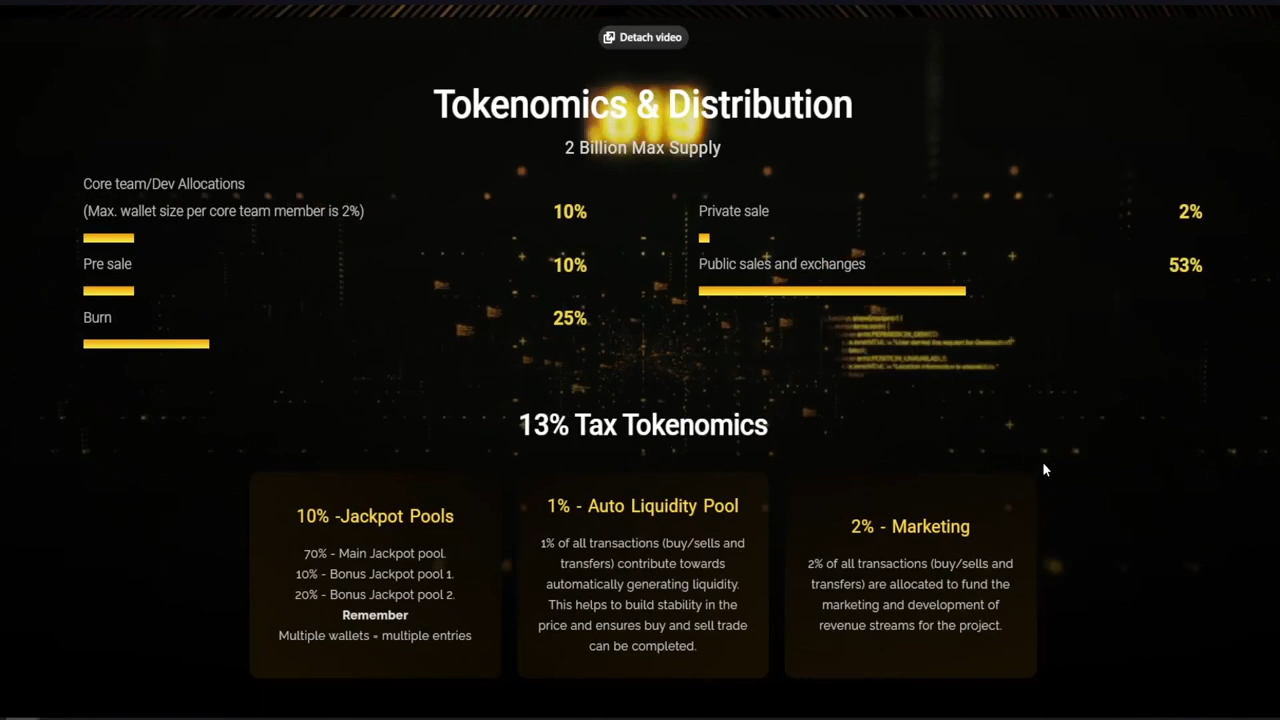 Detach video
Tokenomics & Distribution
2 Billion Max Supply
Core team/Dev Allocations
(Max. wallet size per core team member is 2%)
10%
Pre sale
10%
Burn
25%
Private sale
2%
Public sales and exchanges
53%
13% Tax Tokenomics
10% -Jackpot Pools
70% - Main Jackpot pool.
10% - Bonus Jackpot pool 1.
20% - Bonus Jackpot pool 2.
Remember
Multiple wallets = multiple entries
1% - Auto Liquidity Pool
1% of all transactions (buy/sells and
transfers) contribute towards
automatically generating liquidity.
This helps to build stability in the
price and ensures buy and sell trade
can be completed.
2% - Marketing
2% of all transactions (buy/sells and
transfers) are allocated to fund the
marketing and development of
revenue streams for the project.